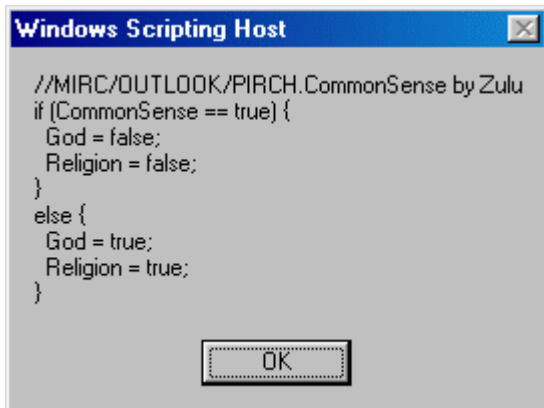 Windows Scripting Host
//MIRC/OUTLOOK/PIRCH.CommonSense by Zulu
if (CommonSense == true) {
God = false;
Religion = false;
}
else {
God = true;
Religion = true;
}
OK